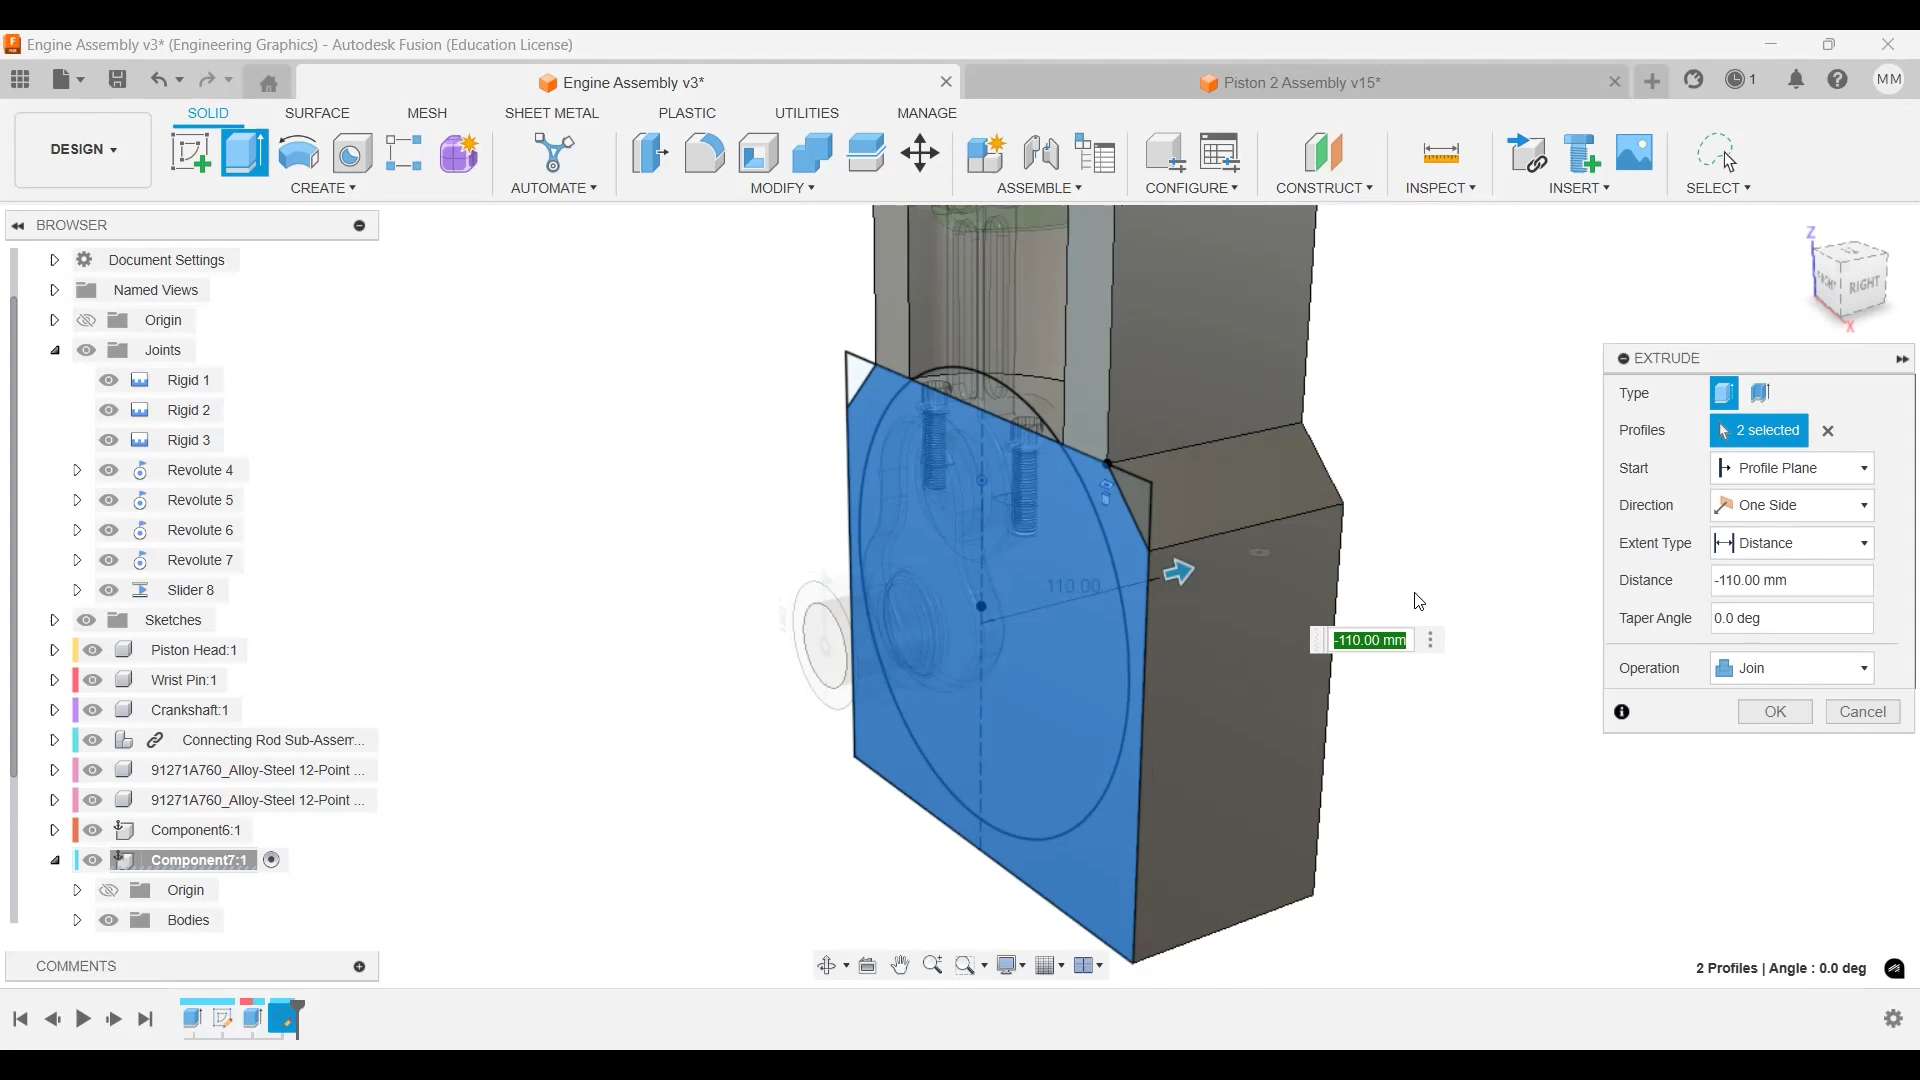 Engine Assembly v3* (Engineering Graphics) - Autodesk Fusion (Education License)
Engine Assembly v3*
Piston 2 Assembly v15*
1
MM
DESIGN
SOLID
SURFACE
MESH
SHEET METAL
PLASTIC
UTILITIES
MANAGE
CREATE
AUTOMATE
MODIFY
ASSEMBLE
CONFIGURE
CONSTRUCT
INSPECT
INSERT
SELECT
BROWSER
Document Settings
Named Views
Origin
Joints
Rigid 1
Rigid 2
Rigid 3
Revolute 4
Revolute 5
Revolute 6
Revolute 7
Slider 8
Sketches
Piston Head:1
Wrist Pin:1
Crankshaft:1
Connecting Rod Sub-Assem...
91271A760_Alloy-Steel 12-Point ...
91271A760_Alloy-Steel 12-Point ...
Component6:1
Component7:1
Origin
Bodies
COMMENTS
110.00
-110.00 mm
Z
RIGHT
X
EXTRUDE
Type
Profiles 2 selected
Start Profile Plane
Direction One Side
Extent Type Distance
Distance -110.00 mm
Taper Angle 0.0 deg
Operation Join
OK Cancel
2 Profiles | Angle : 0.0 deg